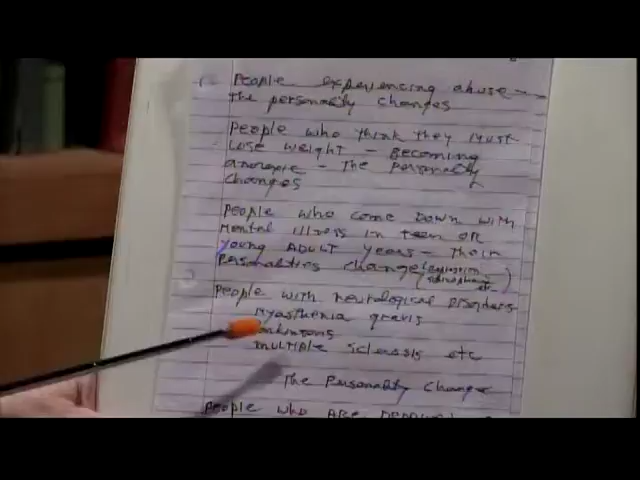 People experiencing abuse -
The personality changes
People who think they must
lose weight - Becoming
anorexic - The personality
changes
People who come Down with
Mental Illness in teen OR
young ADULT years - their
Personalities change (
etc
People with neurological Disorders
Myasthenia gravis
Multiple Sclerosis etc
The Personality changes
People who ARE